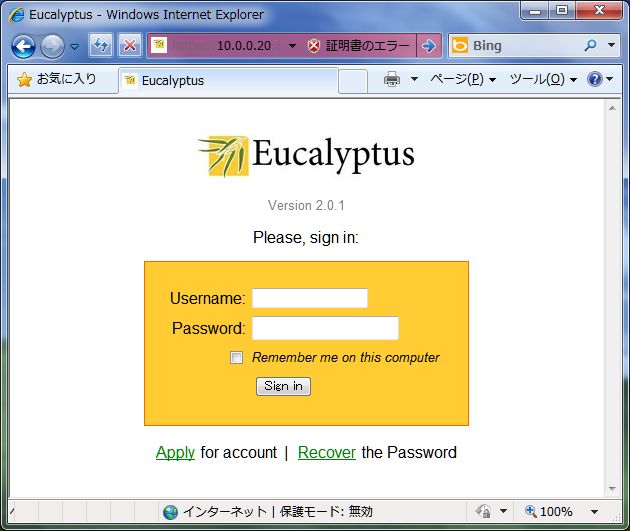 Eucalyptus - Windows Internet Explorer
10.0.0.20 証明書のエラー Bing
お気に入り Eucalyptus ページ(P) ツール(O)
Eucalyptus
Version 2.0.1
Please, sign in:
Username:
Password:
Remember me on this computer
Sign in
Apply for account | Recover the Password
インターネット | 保護モード: 無効 100%